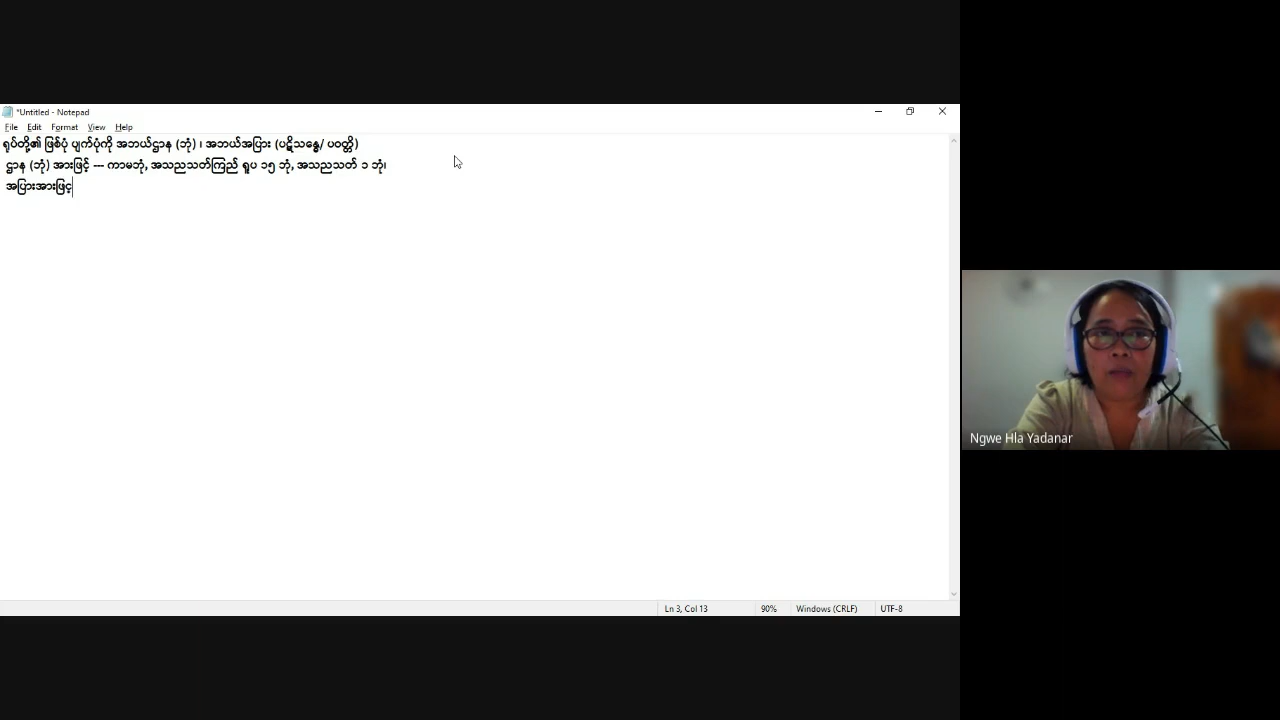 *Untitled - Notepad
File Edit Format View Help
ရုပ်တို့၏ ဖြစ်ပုံ ပျက်ပုံကို အဘယ်ဌာန (ဘုံ) ၊ အဘယ်အပြား (ပဋိသန္ဓေ/ ပဝတ္တိ)
ဌာန (ဘုံ) အားဖြင့် --- ကာမဘုံ, အသညသတ်ကြည် ရူပ ၁၅ ဘုံ, အသညသတ် ၁ ဘုံ၊
အပြားအားဖြင့်
Ngwe Hla Yadanar
Ln 3, Col 13 90% Windows (CRLF) UTF-8